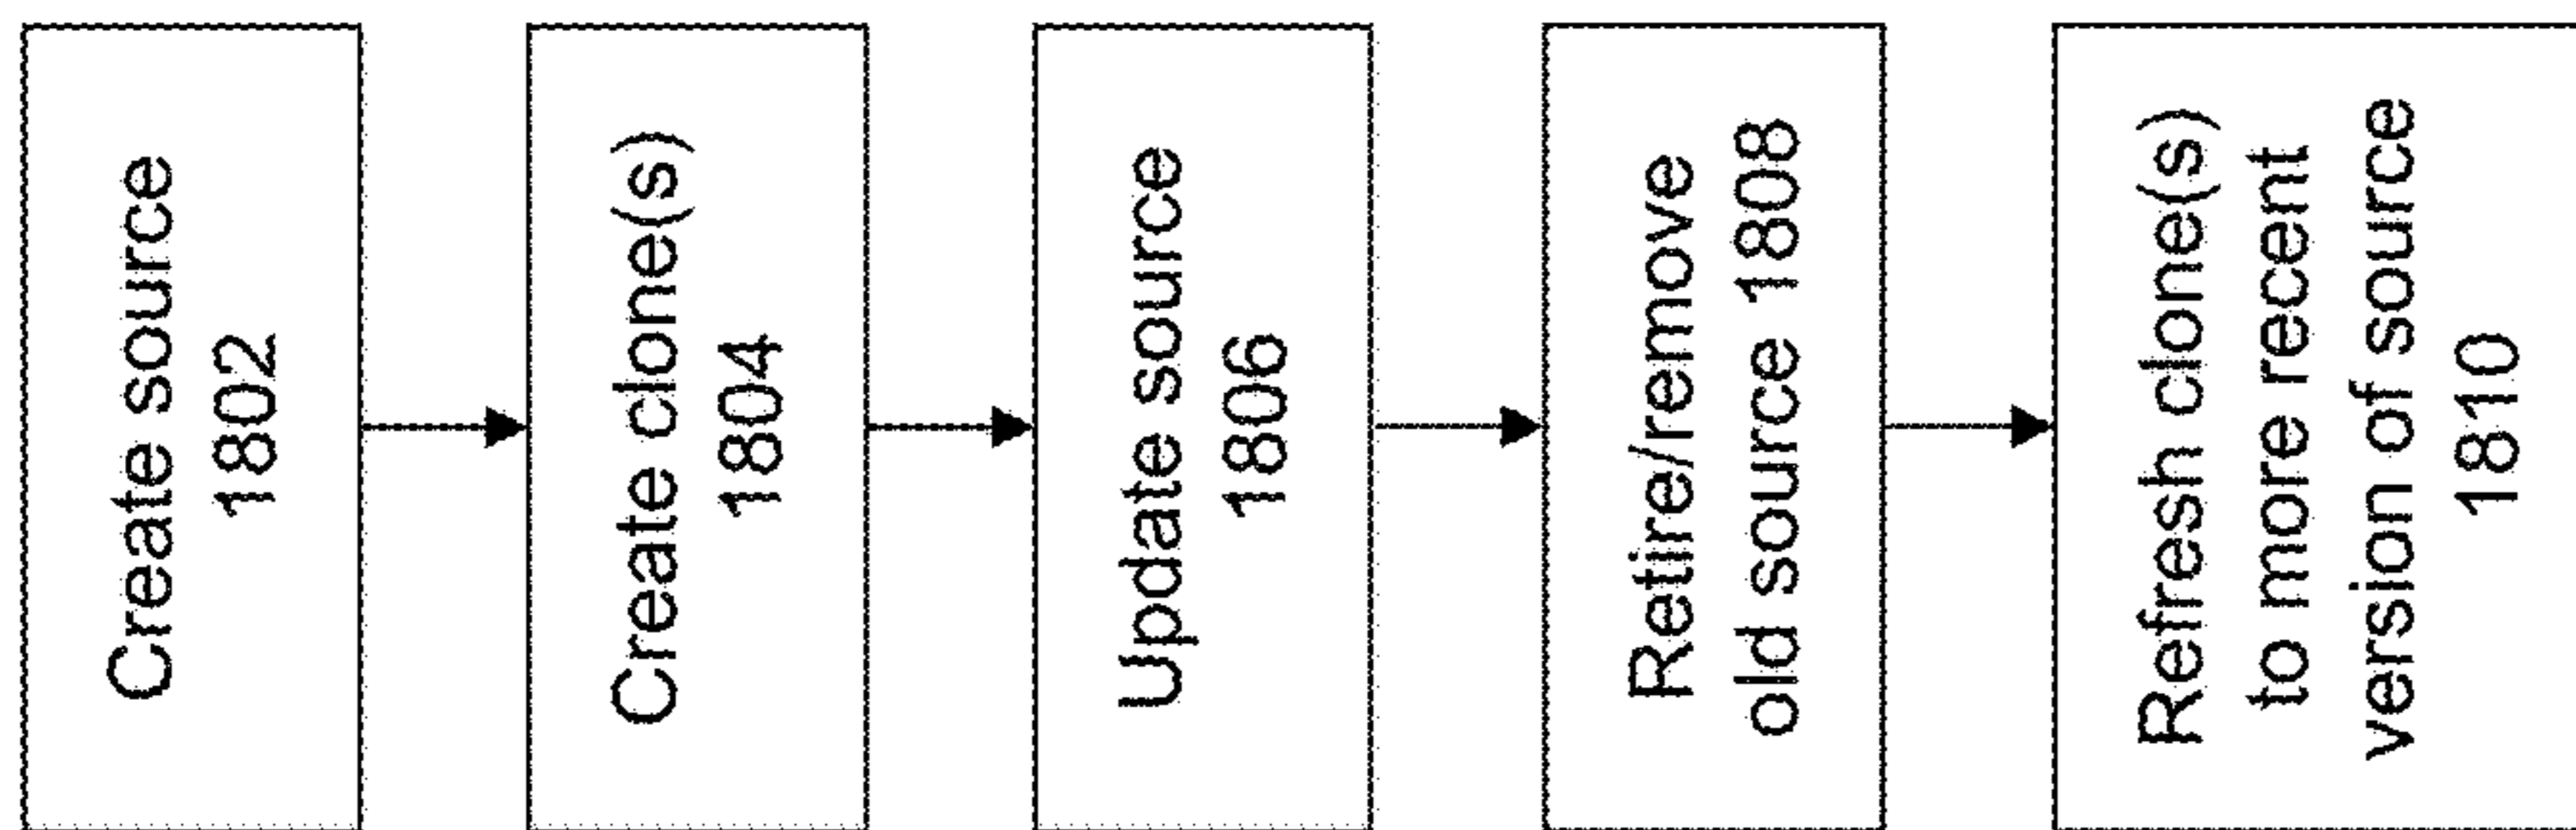 Create source
1802
Create clone(s)
1804
Update source
1806
Retire/remove
old source 1808
Refresh clone(s)
to more recent
version of source
1810